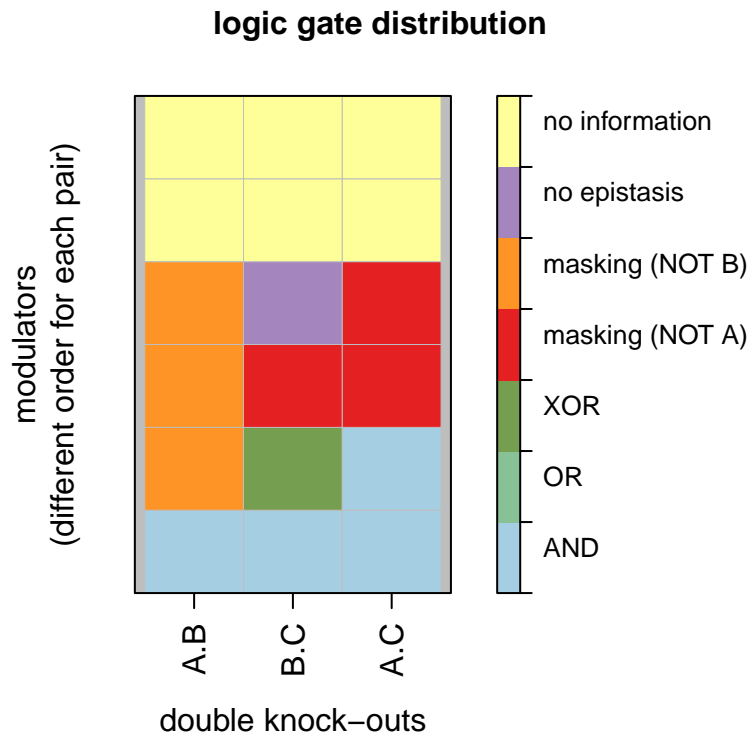 logic gate distribution
modulators
(different order for each pair)
no information
no epistasis
masking (NOT B)
masking (NOT A)
XOR
OR
AND
A.B
B.C
A.C
double knock−outs